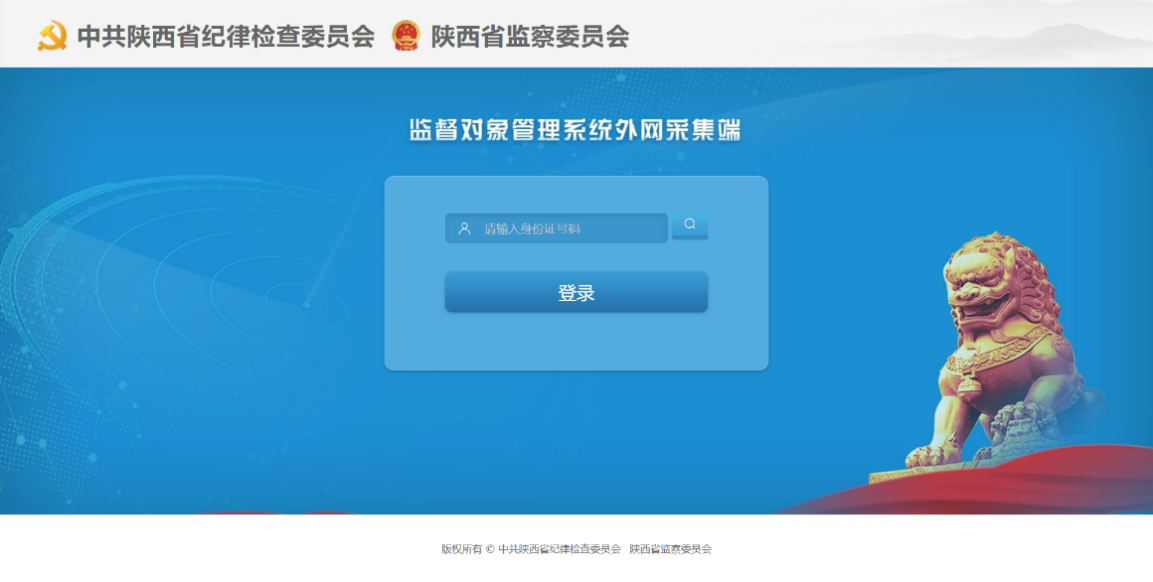 中共陕西省纪律检查委员会 陕西省监察委员会
监督对象管理系统外网采集端
请输入身份证号码
登录
版权所有 © 中共陕西省纪律检查委员会 陕西省监察委员会